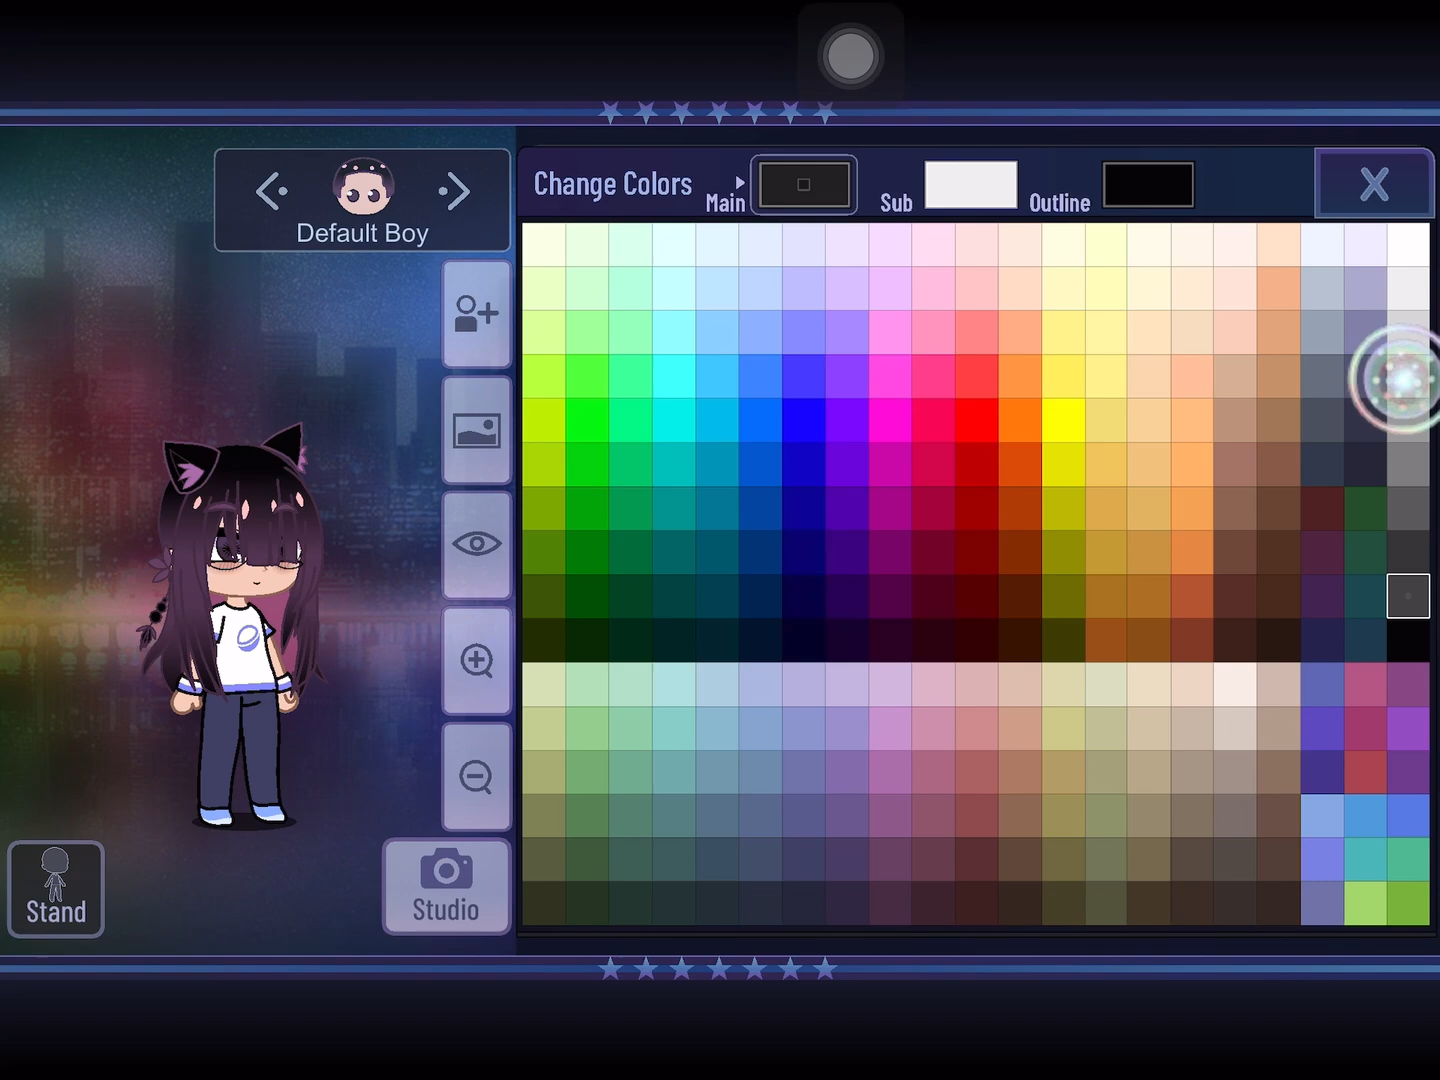 Default Boy
Change Colors
Main
Sub
Outline
X
Stand
Studio